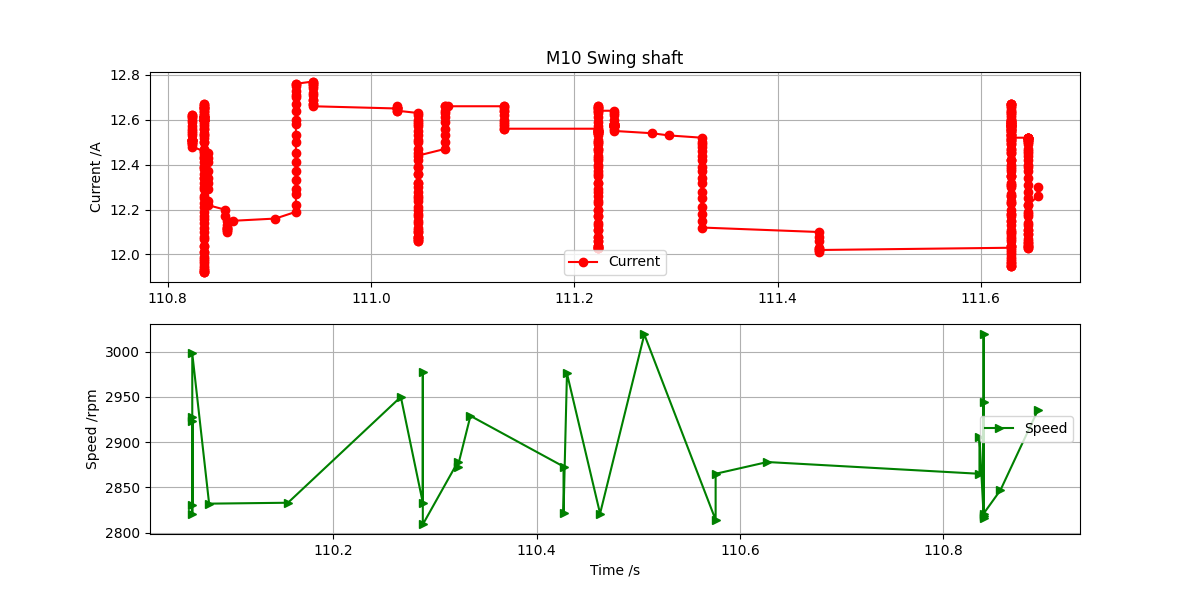 M10 Swing shaft
Current /A
12.8
12.6
12.4
12.2
12.0
Current
110.8 111.0 111.2 111.4 111.6
Speed /rpm
3000
2950
2900
2850
2800
Speed
110.2 110.4 110.6 110.8
Time /s